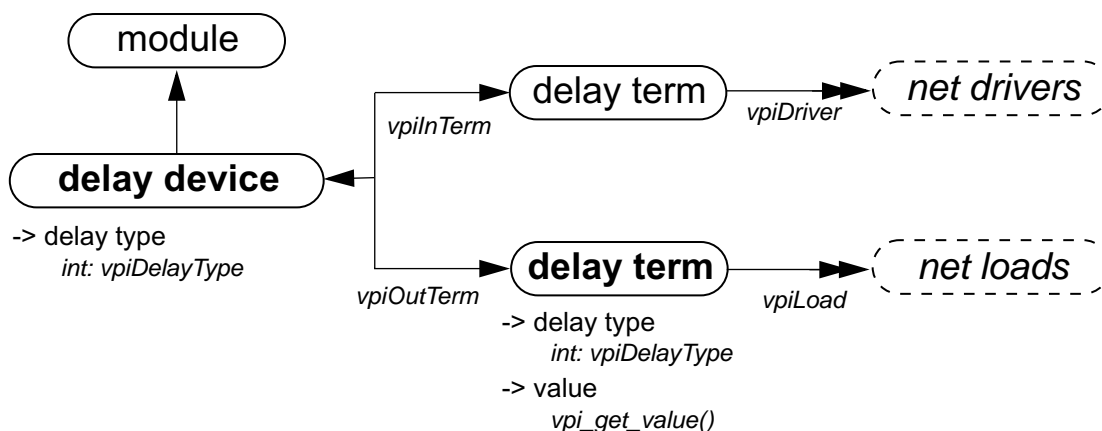 module
delay term
net drivers
vpiInTerm
vpiDriver
delay device
-> delay type
int: vpiDelayType
delay term
net loads
vpiOutTerm
vpiLoad
-> delay type
int: vpiDelayType
-> value
vpi_get_value()